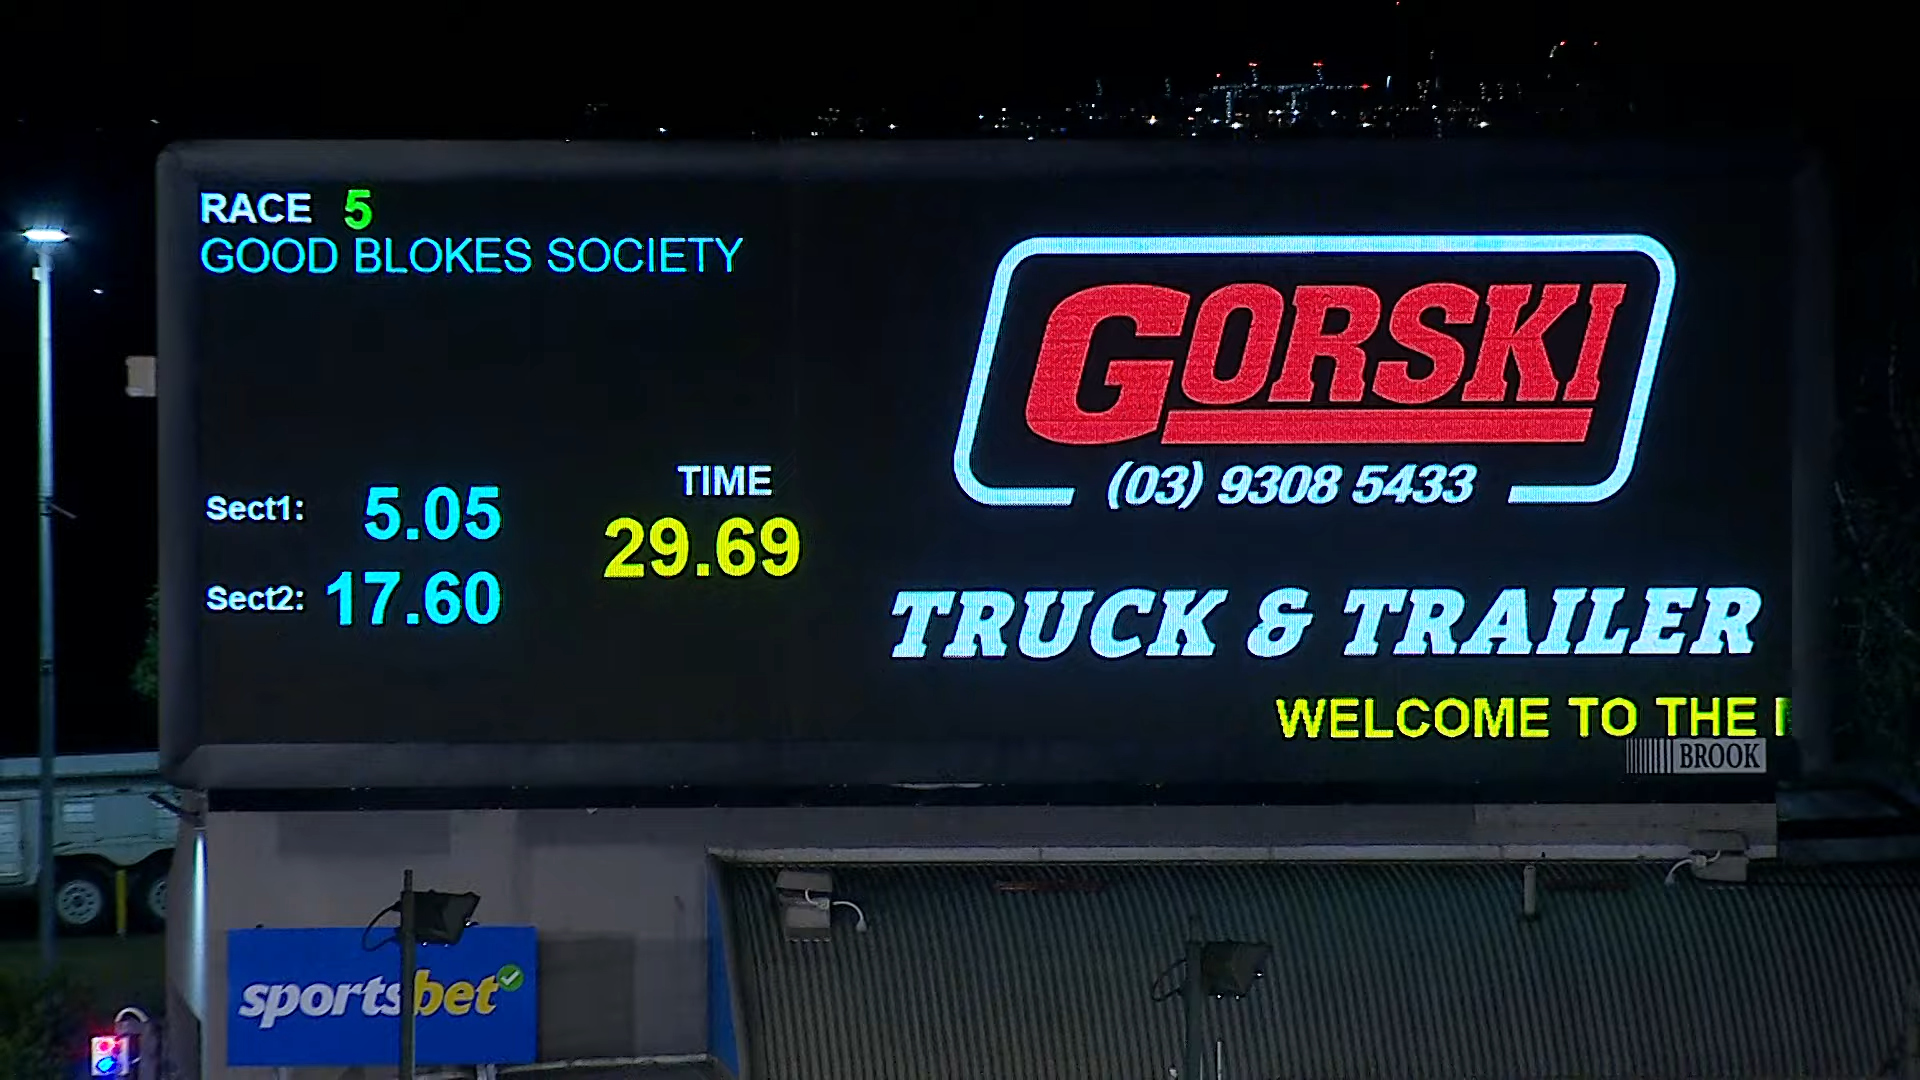 RACE 5
GOOD BLOKES SOCIETY
Sect1: 5.05
Sect2: 17.60
TIME
29.69
GORSKI
(03) 9308 5433
TRUCK & TRAILER
WELCOME TO THE
BROOK
sportsbet